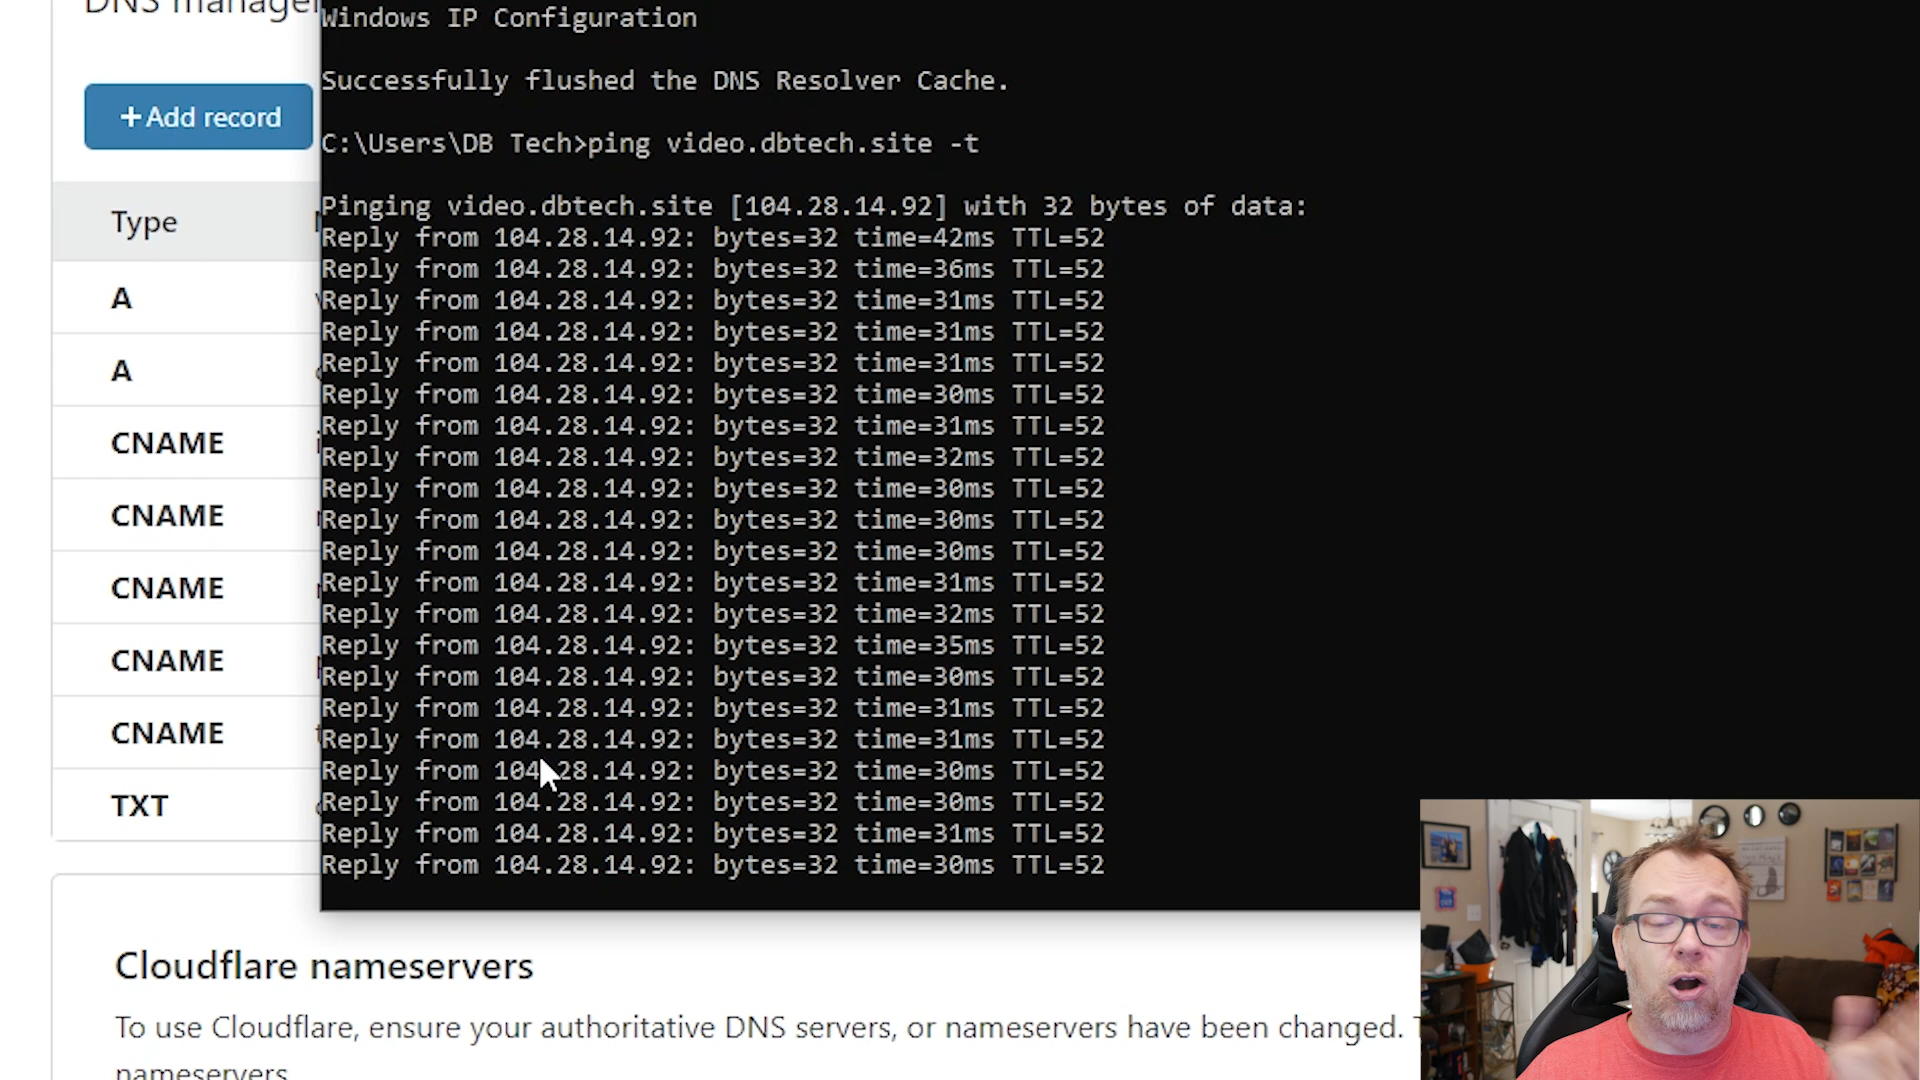 DNS manage
+ Add record
Type
A
A
CNAME
CNAME
CNAME
CNAME
CNAME
TXT
Windows IP Configuration
Successfully flushed the DNS Resolver Cache.
C:\Users\DB Tech>ping video.dbtech.site -t
Pinging video.dbtech.site [104.28.14.92] with 32 bytes of data:
Reply from 104.28.14.92: bytes=32 time=42ms TTL=52
Reply from 104.28.14.92: bytes=32 time=36ms TTL=52
Reply from 104.28.14.92: bytes=32 time=31ms TTL=52
Reply from 104.28.14.92: bytes=32 time=31ms TTL=52
Reply from 104.28.14.92: bytes=32 time=31ms TTL=52
Reply from 104.28.14.92: bytes=32 time=30ms TTL=52
Reply from 104.28.14.92: bytes=32 time=31ms TTL=52
Reply from 104.28.14.92: bytes=32 time=32ms TTL=52
Reply from 104.28.14.92: bytes=32 time=30ms TTL=52
Reply from 104.28.14.92: bytes=32 time=30ms TTL=52
Reply from 104.28.14.92: bytes=32 time=30ms TTL=52
Reply from 104.28.14.92: bytes=32 time=31ms TTL=52
Reply from 104.28.14.92: bytes=32 time=32ms TTL=52
Reply from 104.28.14.92: bytes=32 time=35ms TTL=52
Reply from 104.28.14.92: bytes=32 time=30ms TTL=52
Reply from 104.28.14.92: bytes=32 time=31ms TTL=52
Reply from 104.28.14.92: bytes=32 time=31ms TTL=52
Reply from 104.28.14.92: bytes=32 time=30ms TTL=52
Reply from 104.28.14.92: bytes=32 time=30ms TTL=52
Reply from 104.28.14.92: bytes=32 time=31ms TTL=52
Reply from 104.28.14.92: bytes=32 time=30ms TTL=52
Cloudflare nameservers
To use Cloudflare, ensure your authoritative DNS servers, or nameservers have been changed.
nameservers